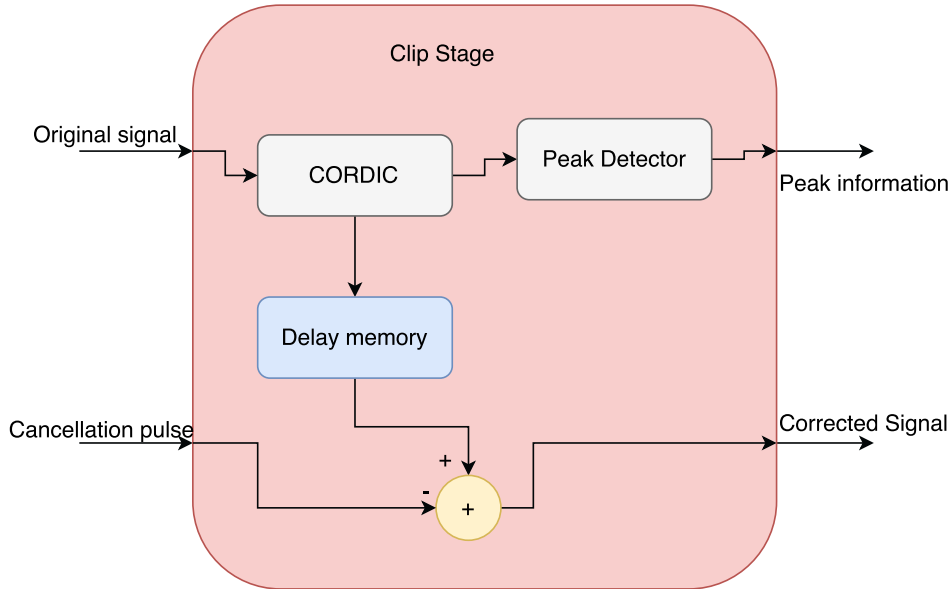 Clip Stage
Original signal
CORDIC
Peak Detector
Peak information
Delay memory
Cancellation pulse
Corrected Signal
+
-
+